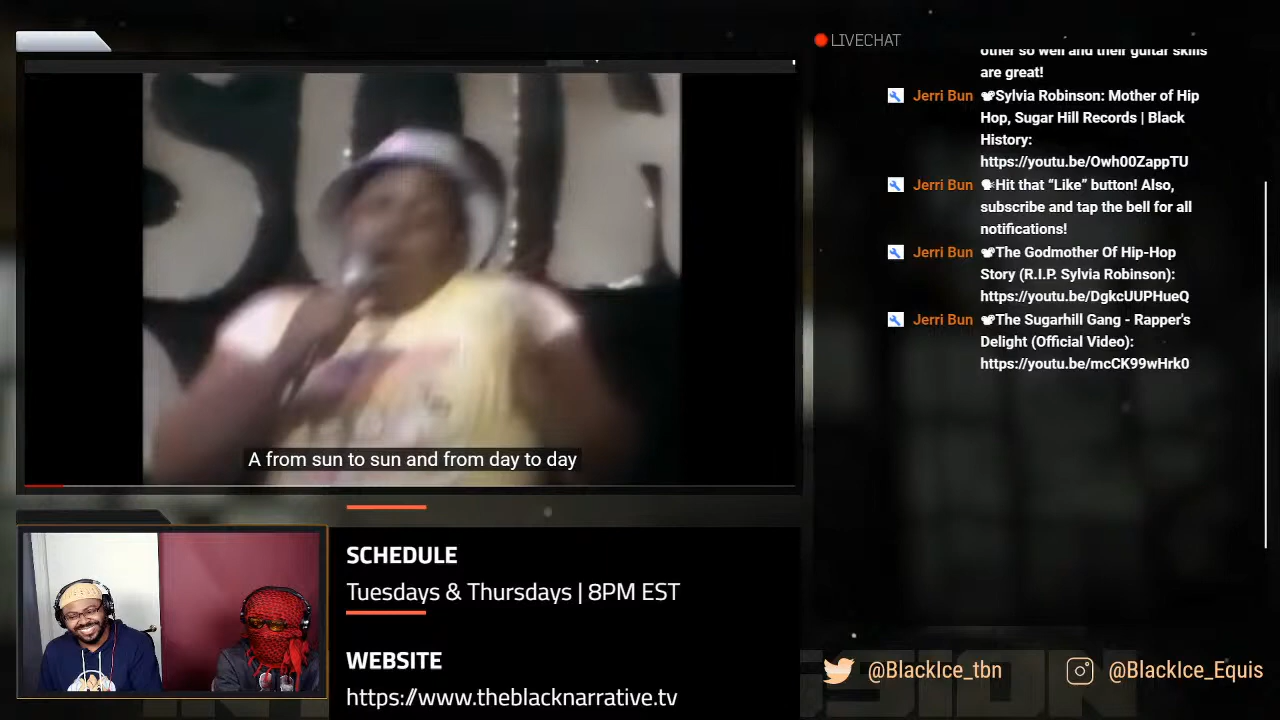 LIVECHAT
other so well and their guitar skills
are great!
Jerri Bun Sylvia Robinson: Mother of Hip
Hop, Sugar Hill Records | Black
History:
https://youtu.be/Owh00ZappTU
Jerri Bun Hit that “Like” button! Also,
subscribe and tap the bell for all
notifications!
Jerri Bun The Godmother Of Hip-Hop
Story (R.I.P. Sylvia Robinson):
https://youtu.be/DgkcUUPHueQ
Jerri Bun The Sugarhill Gang - Rapper's
Delight (Official Video):
https://youtu.be/mcCK99wHrk0
A from sun to sun and from day to day
SCHEDULE
Tuesdays & Thursdays | 8PM EST
WEBSITE
https://www.theblacknarrative.tv
@BlackIce_tbn
@BlackIce_Equis